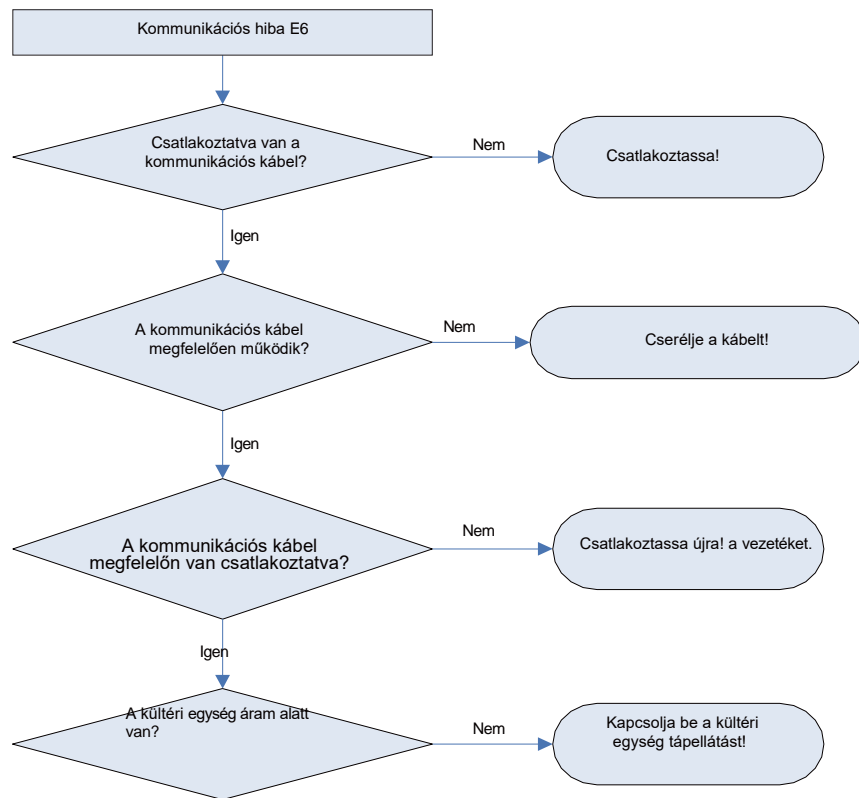 Kommunikációs hiba E6
Csatlakoztatva van a
kommunikációs kábel?
Nem
Csatlakoztassa!
Igen
A kommunikációs kábel
megfelelően működik?
Nem
Cserélje a kábelt!
Igen
A kommunikációs kábel
megfelelőn van csatlakoztatva?
Nem
Csatlakoztassa újra! a vezetéket.
Igen
A kültéri egység áram alatt
van?
Nem
Kapcsolja be a kültéri
egység tápellátást!